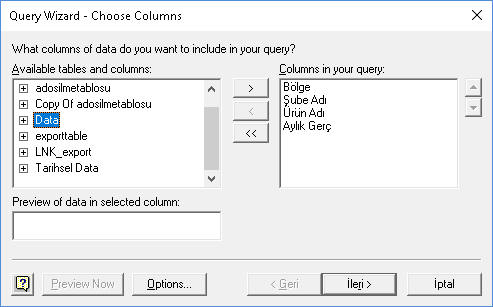 Query Wizard - Choose Columns
What columns of data do you want to include in your query?
Available tables and columns:
adosilmetablosu
Copy Of adosilmetablosu
Data
exporttable
LNK_export
Tarihsel Data
>
<
<<
Columns in your query:
Bölge
Şube Adı
Ürün Adı
Aylık Gerç
Preview of data in selected column:
Preview Now
Options...
< Geri
İleri >
İptal